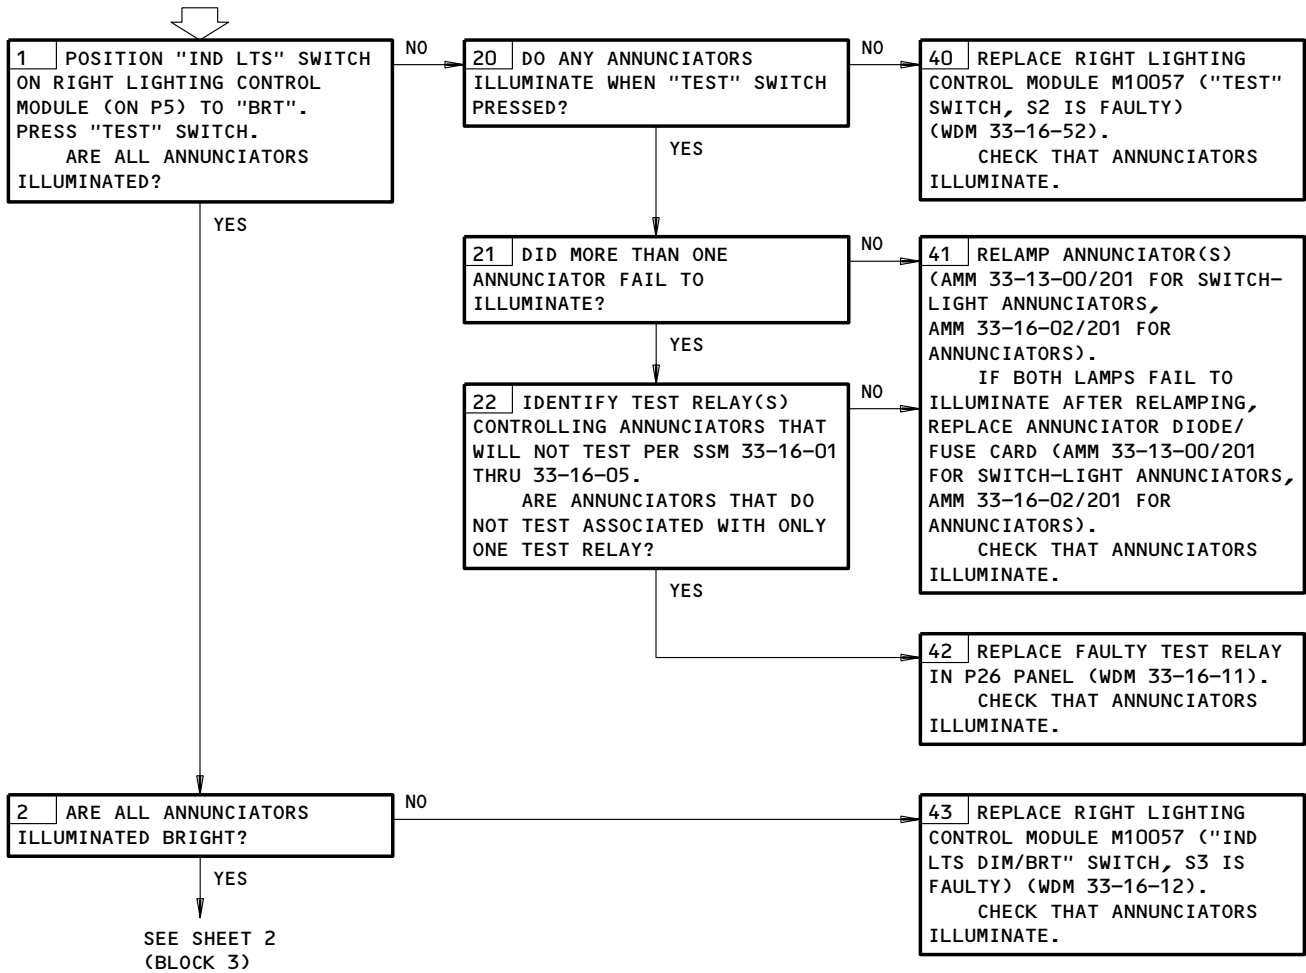 1 POSITION "IND LTS" SWITCH
ON RIGHT LIGHTING CONTROL
MODULE (ON P5) TO "BRT".
PRESS "TEST" SWITCH.
ARE ALL ANNUNCIATORS
ILLUMINATED?
NO
YES
20 DO ANY ANNUNCIATORS
ILLUMINATE WHEN "TEST" SWITCH
PRESSED?
NO
YES
40 REPLACE RIGHT LIGHTING
CONTROL MODULE M10057 ("TEST"
SWITCH, S2 IS FAULTY)
(WDM 33-16-52).
CHECK THAT ANNUNCIATORS
ILLUMINATE.
21 DID MORE THAN ONE
ANNUNCIATOR FAIL TO
ILLUMINATE?
NO
YES
41 RELAMP ANNUNCIATOR(S)
(AMM 33-13-00/201 FOR SWITCH-
LIGHT ANNUNCIATORS,
AMM 33-16-02/201 FOR
ANNUNCIATORS).
IF BOTH LAMPS FAIL TO
ILLUMINATE AFTER RELAMPING,
REPLACE ANNUNCIATOR DIODE/
FUSE CARD (AMM 33-13-00/201
FOR SWITCH-LIGHT ANNUNCIATORS,
AMM 33-16-02/201 FOR
ANNUNCIATORS).
CHECK THAT ANNUNCIATORS
ILLUMINATE.
22 IDENTIFY TEST RELAY(S)
CONTROLLING ANNUNCIATORS THAT
WILL NOT TEST PER SSM 33-16-01
THRU 33-16-05.
ARE ANNUNCIATORS THAT DO
NOT TEST ASSOCIATED WITH ONLY
ONE TEST RELAY?
NO
YES
42 REPLACE FAULTY TEST RELAY
IN P26 PANEL (WDM 33-16-11).
CHECK THAT ANNUNCIATORS
ILLUMINATE.
2 ARE ALL ANNUNCIATORS
ILLUMINATED BRIGHT?
NO
YES
43 REPLACE RIGHT LIGHTING
CONTROL MODULE M10057 ("IND
LTS DIM/BRT" SWITCH, S3 IS
FAULTY) (WDM 33-16-12).
CHECK THAT ANNUNCIATORS
ILLUMINATE.
SEE SHEET 2
(BLOCK 3)